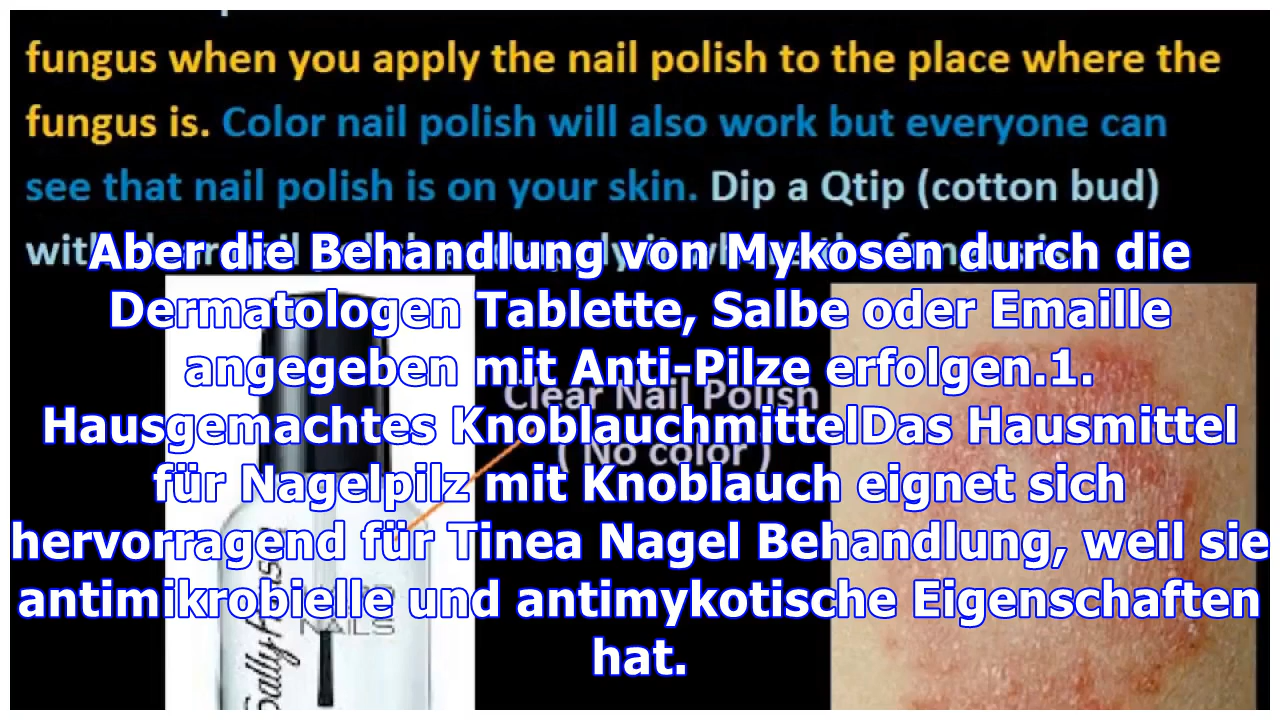 fungus when you apply the nail polish to the place where the
fungus is. Color nail polish will also work but everyone can
see that nail polish is on your skin. Dip a Qtip (cotton bud)
with
Aber die Behandlung von Mykosen durch die
Dermatologen Tablette, Salbe oder Emaille
angegeben mit Anti-Pilze erfolgen.1.
Hausgemachtes KnoblauchmittelDas Hausmittel
für Nagelpilz mit Knoblauch eignet sich
hervorragend für Tinea Nagel Behandlung, weil sie
antimikrobielle und antimykotische Eigenschaften
hat.
Clear Nail Polish
( No color )
Sally
NAILS